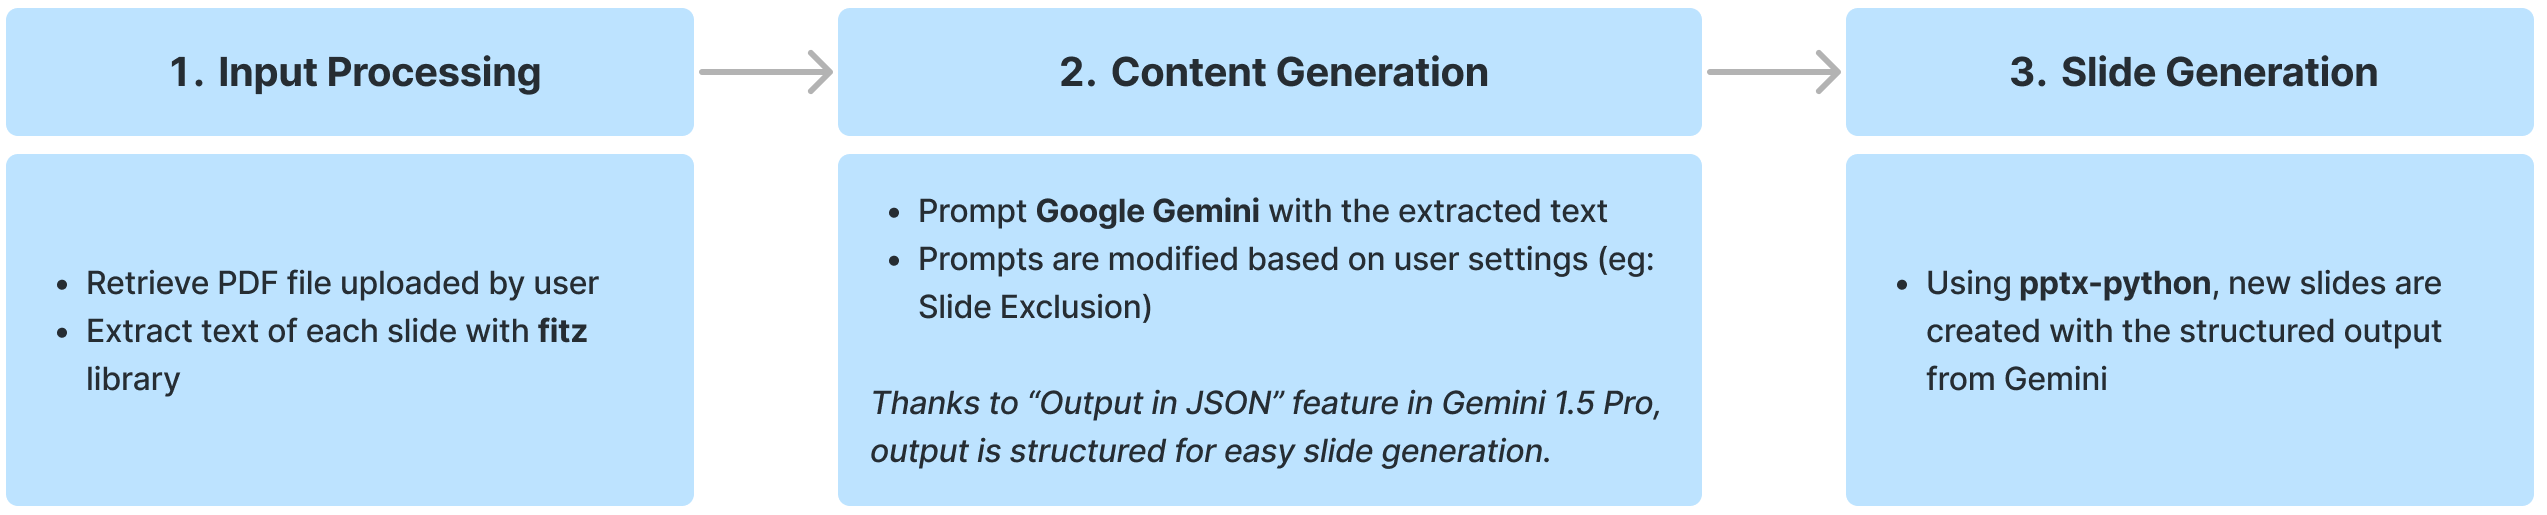 1. Input Processing
• Retrieve PDF file uploaded by user
• Extract text of each slide with fitz
library
2. Content Generation
• Prompt Google Gemini with the extracted text
• Prompts are modified based on user settings (eg:
Slide Exclusion)
Thanks to “Output in JSON” feature in Gemini 1.5 Pro,
output is structured for easy slide generation.
3. Slide Generation
• Using pptx-python, new slides are
created with the structured output
from Gemini